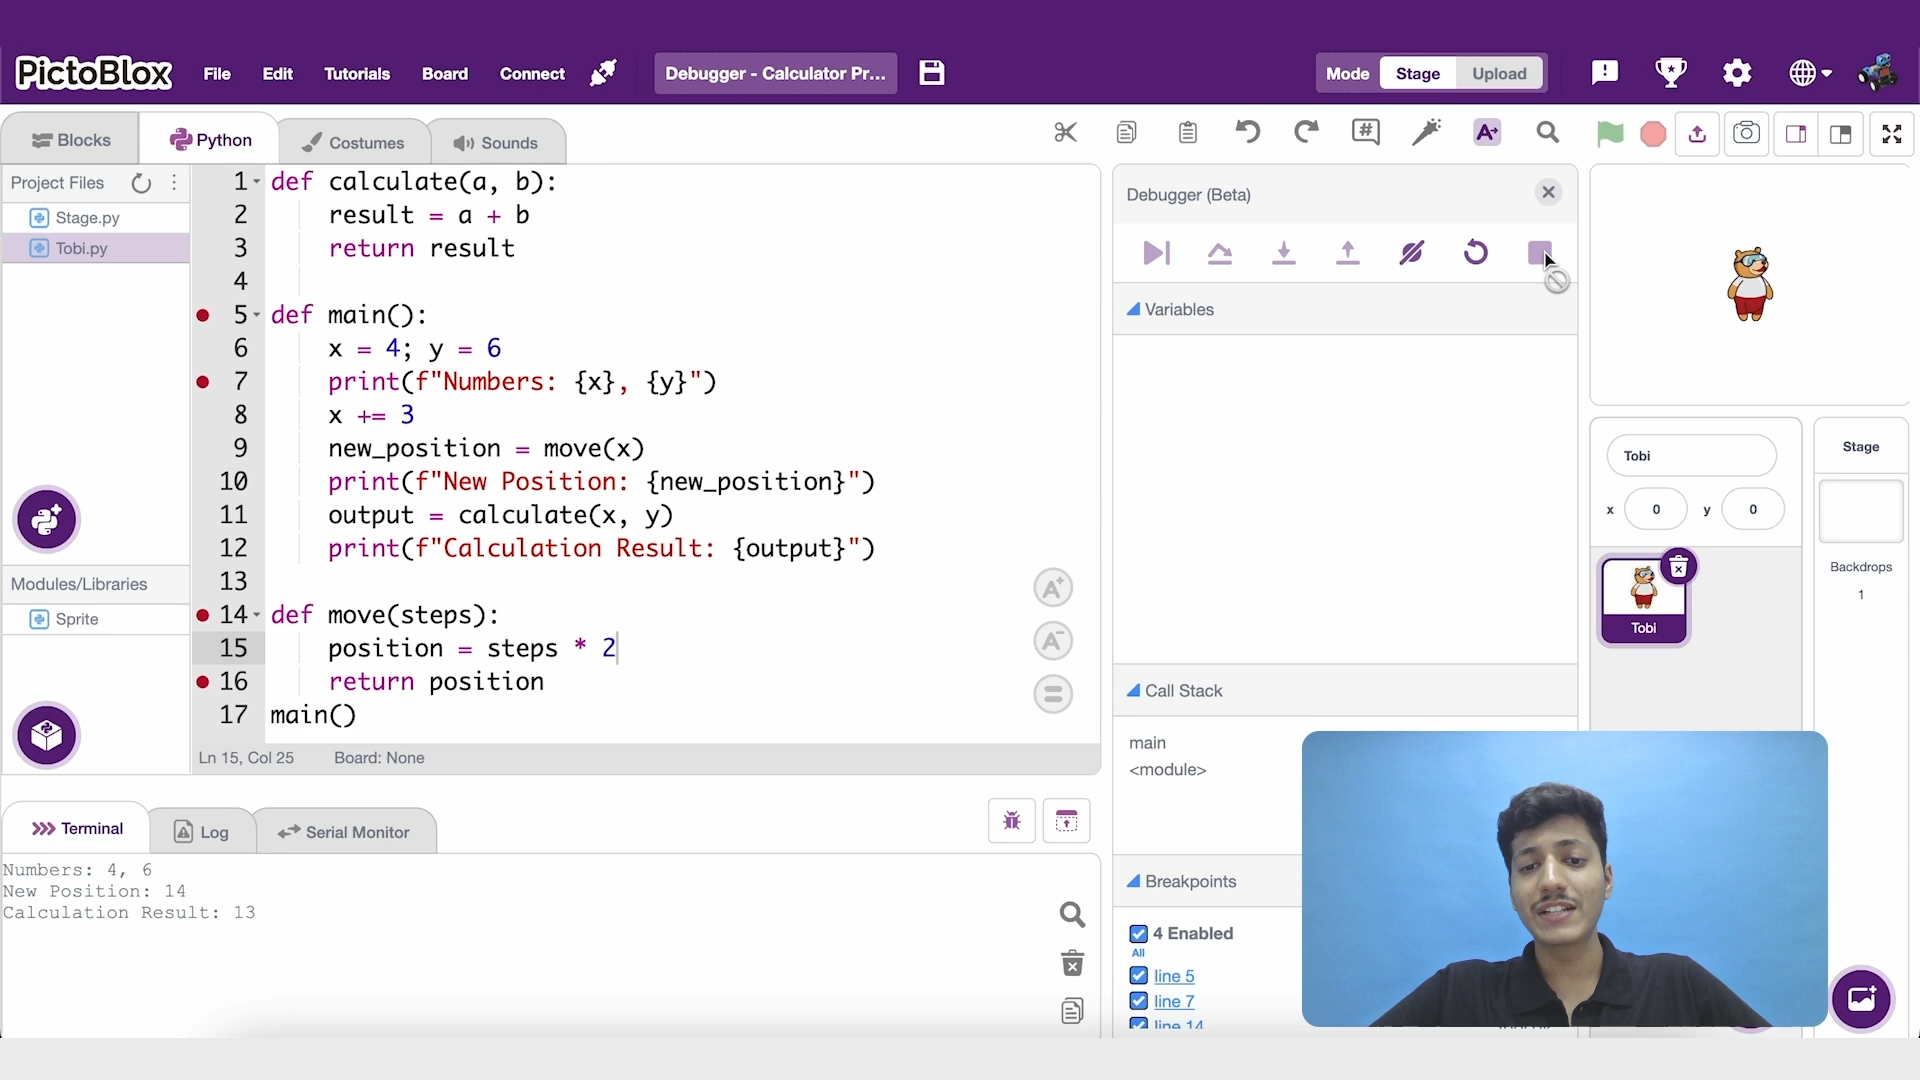 PictoBlox File Edit Tutorials Board Connect Debugger - Calculator Pr... Mode Stage Upload
Blocks Python Costumes Sounds
Project Files
Stage.py
Tobi.py
Modules/Libraries
Sprite
1 def calculate(a, b):
2 result = a + b
3 return result
4
5 def main():
6 x = 4; y = 6
7 print(f"Numbers: {x}, {y}")
8 x += 3
9 new_position = move(x)
10 print(f"New Position: {new_position}")
11 output = calculate(x, y)
12 print(f"Calculation Result: {output}")
13
14 def move(steps):
15 position = steps * 2
16 return position
17 main()
Ln 15, Col 25 Board: None
Terminal Log Serial Monitor
Numbers: 4, 6
New Position: 14
Calculation Result: 13
Debugger (Beta)
Variables
Call Stack
main
<module>
Breakpoints
4 Enabled
All
line 5
line 7
line 14
Tobi
x 0 y 0
Tobi
Stage
Backdrops
1